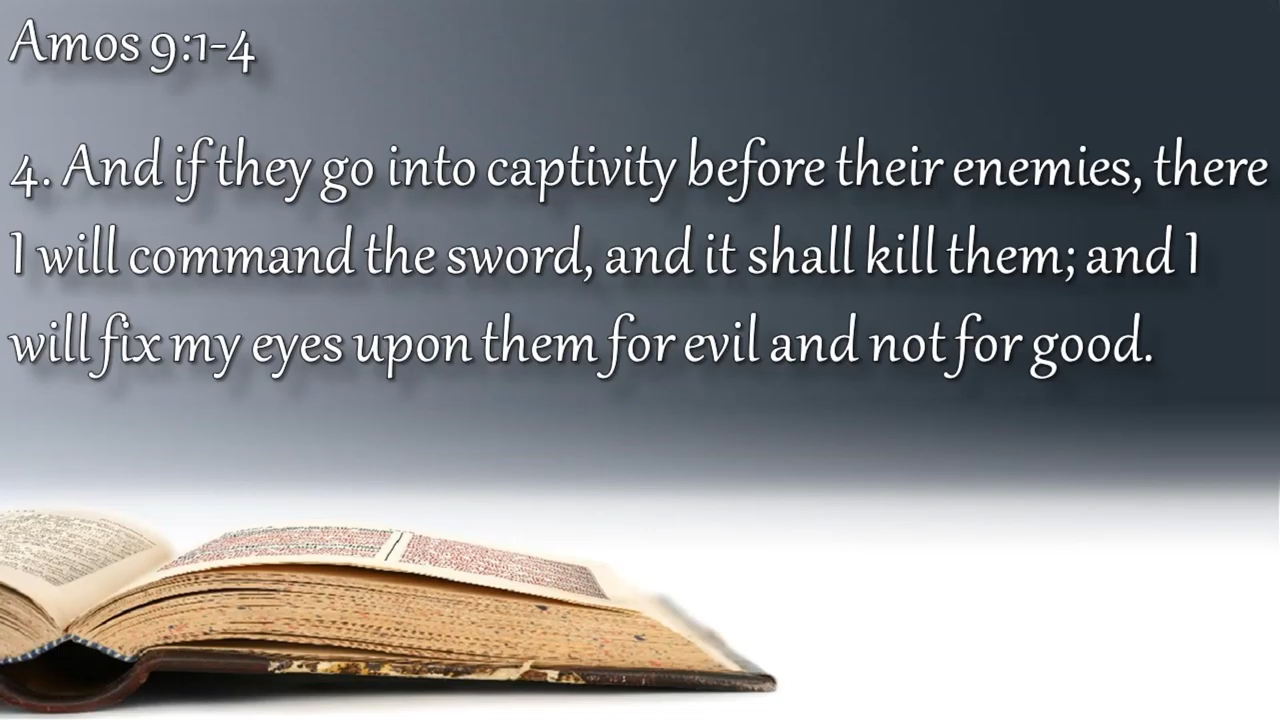 Amos 9:1-4
4. And if they go into captivity before their enemies, there
I will command the sword, and it shall kill them; and I
will fix my eyes upon them for evil and not for good.